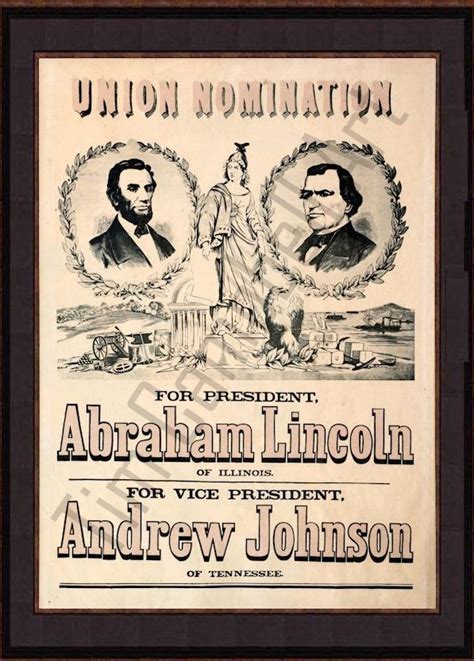 UNION NOMINATION
FOR PRESIDENT,
Abraham Lincoln
OF ILLINOIS.
FOR VICE PRESIDENT,
Andrew Johnson
OF TENNESSEE.